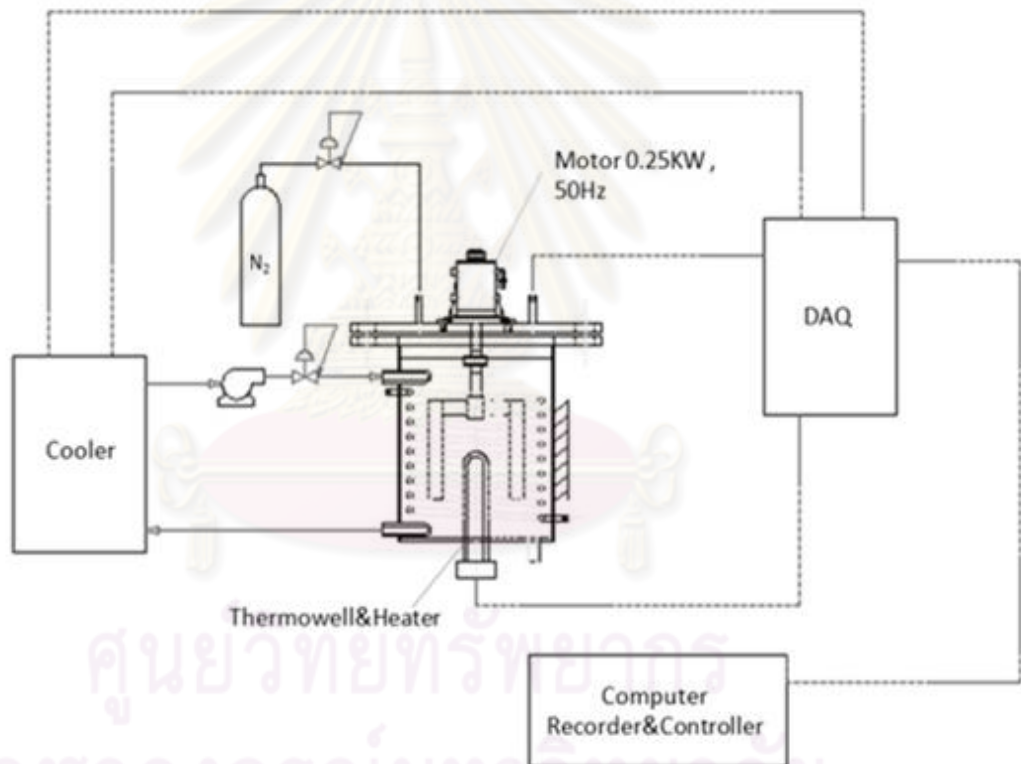 Motor 0.25KW ,
50Hz
N₂
DAQ
Cooler
Thermowell&Heater
ศูนย์วิทยทรัพยากร
Computer
Recorder&Controller